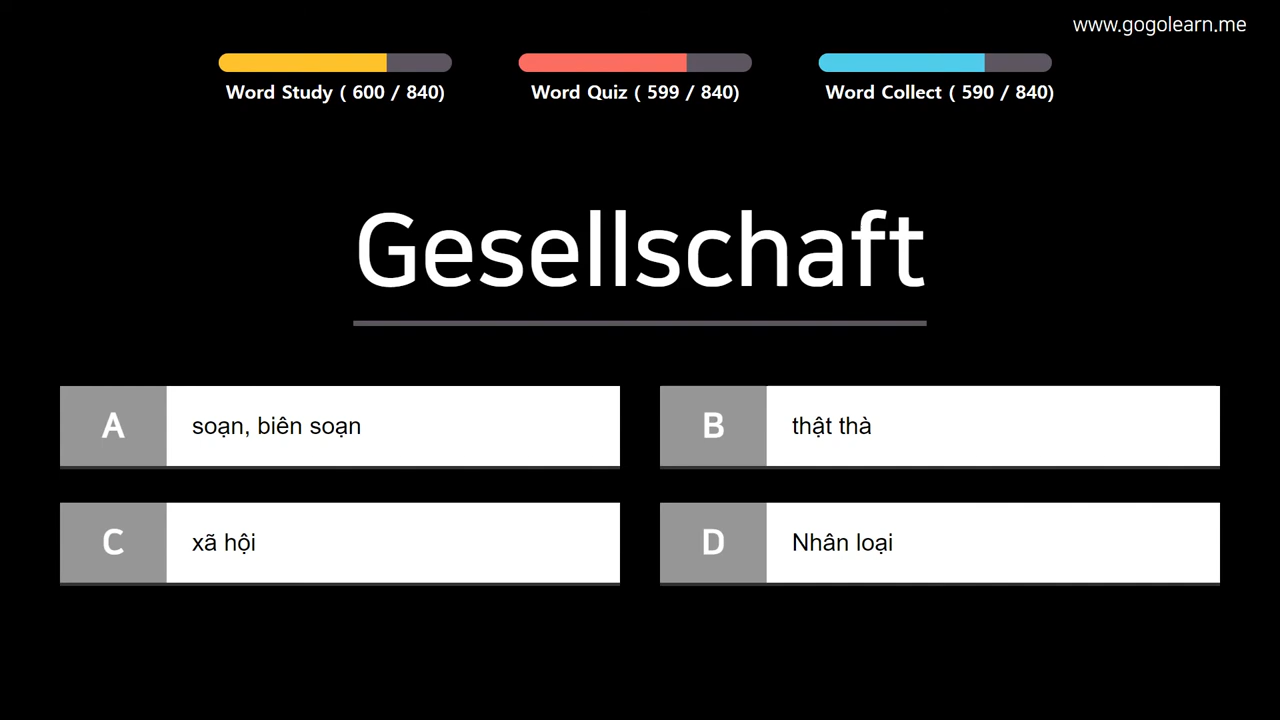 www.gogolearn.me
Word Study ( 600 / 840)
Word Quiz ( 599 / 840)
Word Collect ( 590 / 840)
Gesellschaft
A soạn, biên soạn
B thật thà
C xã hội
D Nhân loại